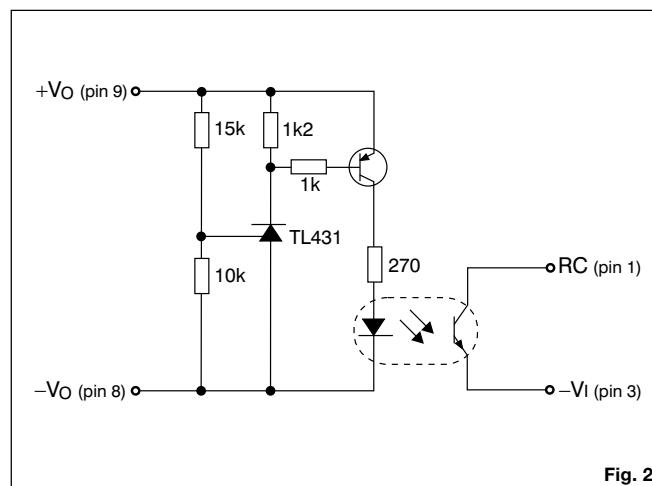 +VO (pin 9)
15k
1k2
1k
TL431
10k
270
RC (pin 1)
−VO (pin 8)
−VI (pin 3)
Fig. 2